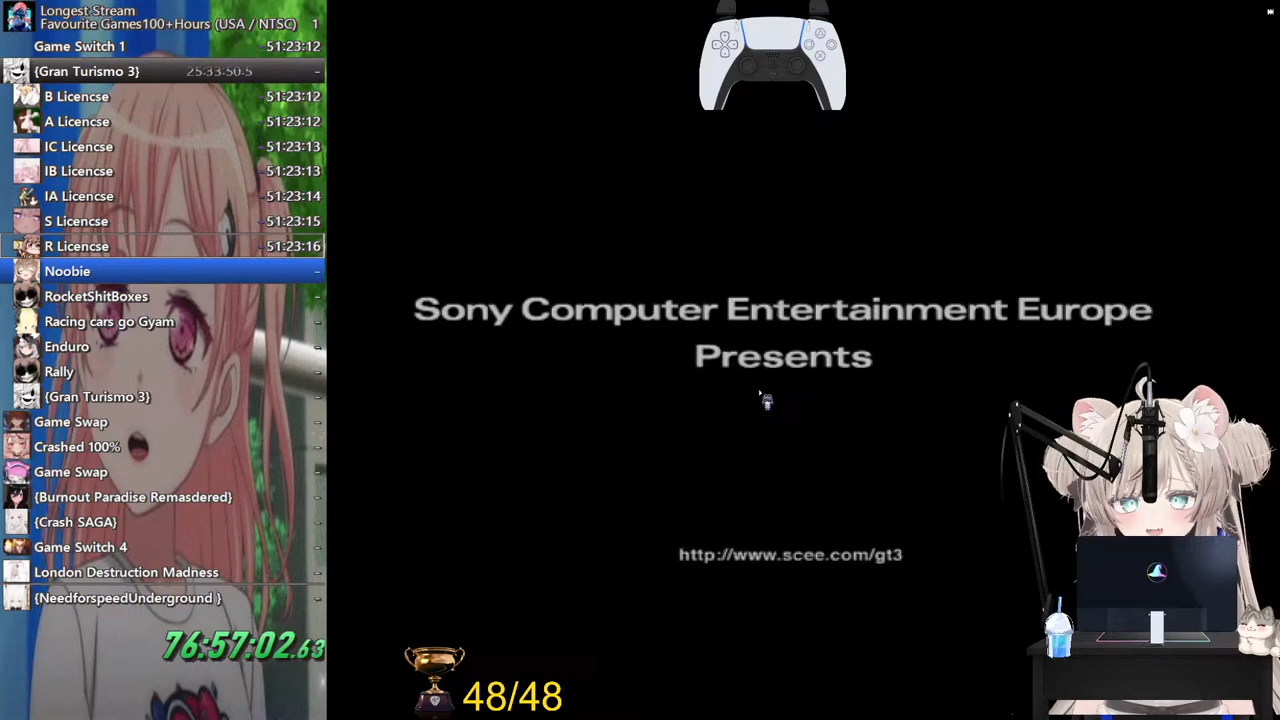 Longest Stream
Favourite Games100+Hours (USA / NTSC) 1
Game Switch 1 -51:23:12
{Gran Turismo 3} 25:33:50.5 -
B Licencse -51:23:12
A Licencse -51:23:12
IC Licencse -51:23:13
IB Licencse -51:23:13
IA Licencse -51:23:14
S Licencse -51:23:15
R Licencse -51:23:16
Noobie -
RocketShitBoxes -
Racing cars go Gyam -
Enduro -
Rally -
{Gran Turismo 3} -
Game Swap -
Crashed 100% -
Game Swap -
{Burnout Paradise Remasdered} -
{Crash SAGA} -
Game Switch 4 -
London Destruction Madness -
{NeedforspeedUnderground } -
76:57:02.63
Sony Computer Entertainment Europe
Presents
http://www.scee.com/gt3
48/48